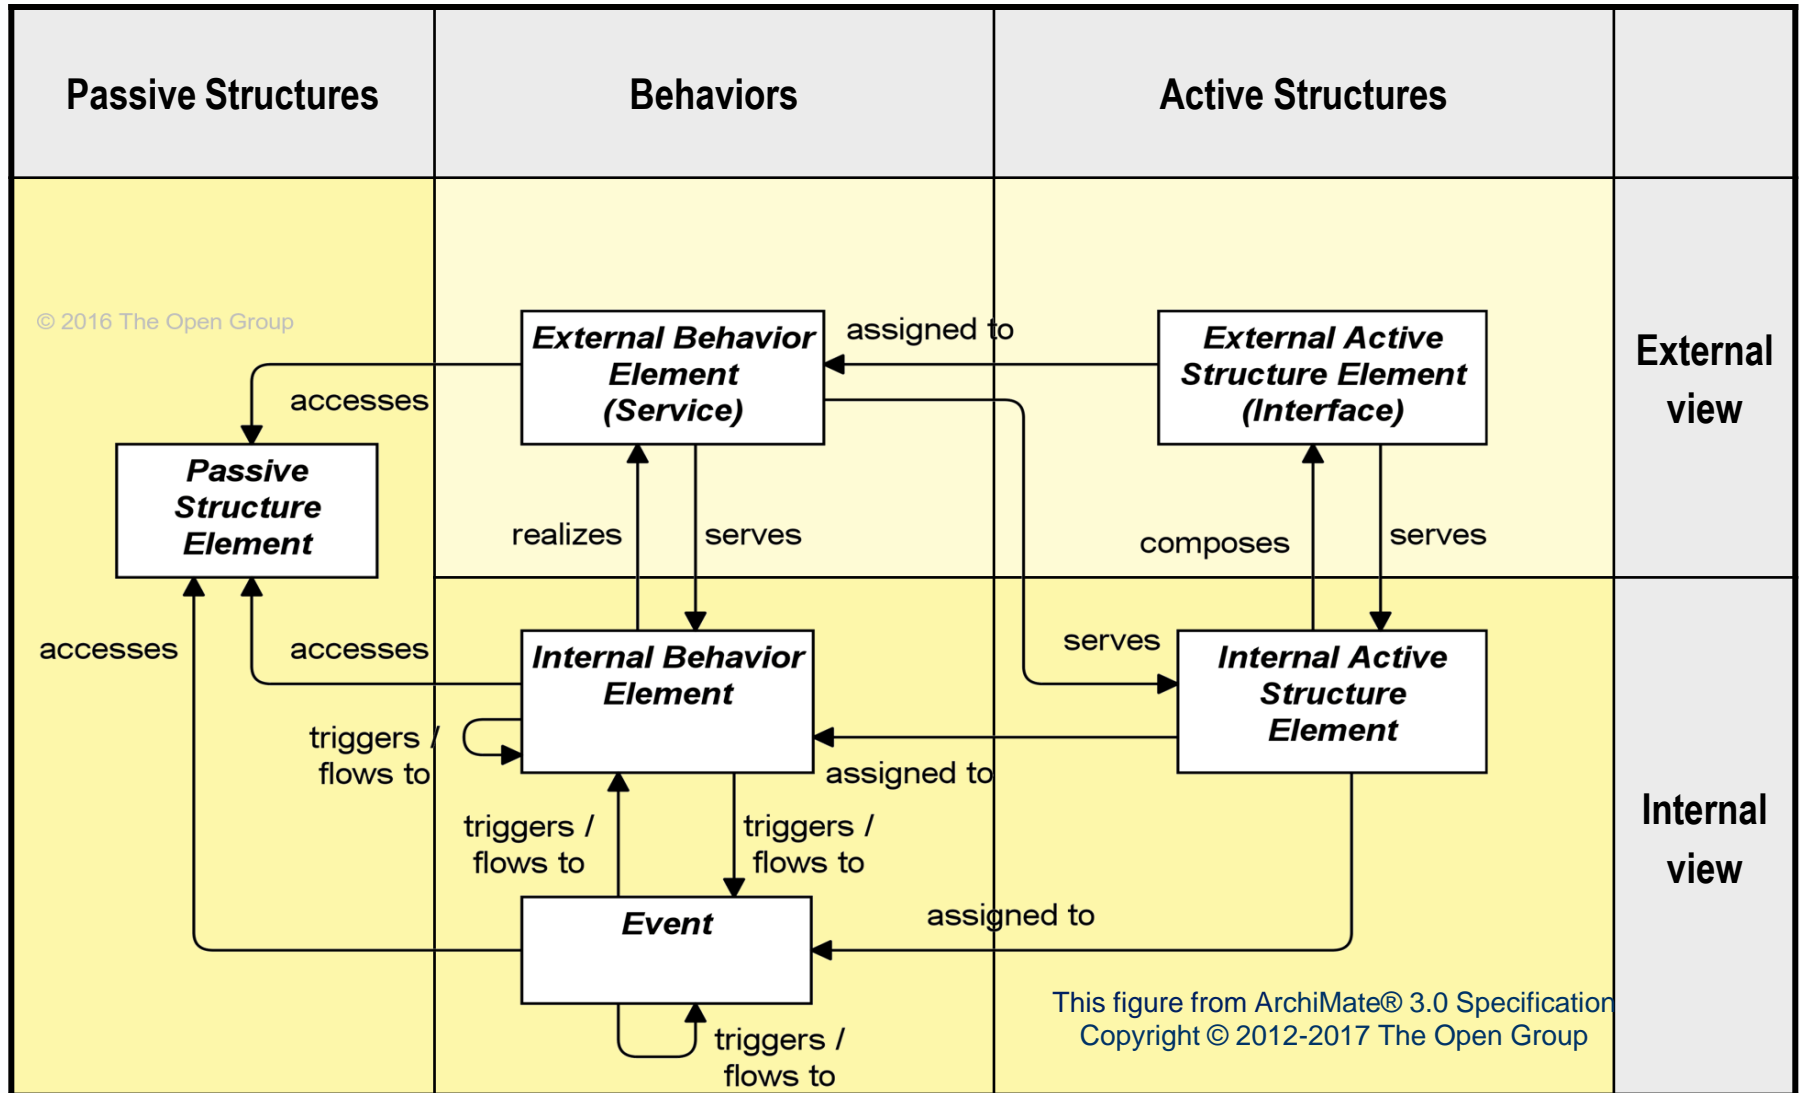 Passive Structures
Behaviors
Active Structures
© 2016 The Open Group
External Behavior
Element
(Service)
assigned to
External Active
Structure Element
(Interface)
External
view
accesses
Passive
Structure
Element
realizes
serves
composes
serves
accesses
accesses
Internal Behavior
Element
serves
Internal Active
Structure
Element
triggers /
flows to
assigned to
Internal
view
triggers /
flows to
triggers /
flows to
Event
assigned to
triggers /
flows to
This figure from ArchiMate® 3.0 Specification
Copyright © 2012-2017 The Open Group